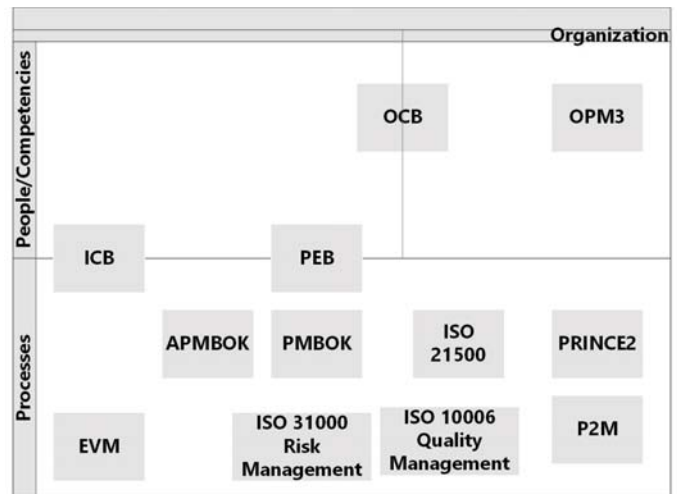 Organization
People/Competencies
OCB
OPM3
ICB
PEB
Processes
APMBOK
PMBOK
ISO
21500
PRINCE2
EVM
ISO 31000
Risk
Management
ISO 10006
Quality
Management
P2M